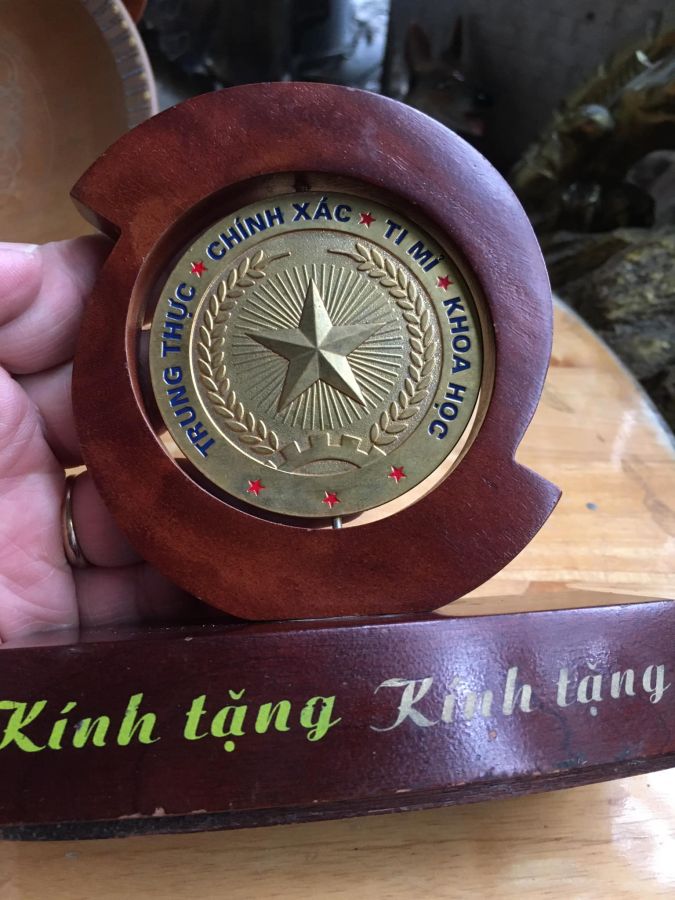 TRUNG THỰC ★ CHÍNH XÁC ★ TỈ MỈ ★ KHOA HỌC
Kính tặng Kính tặng